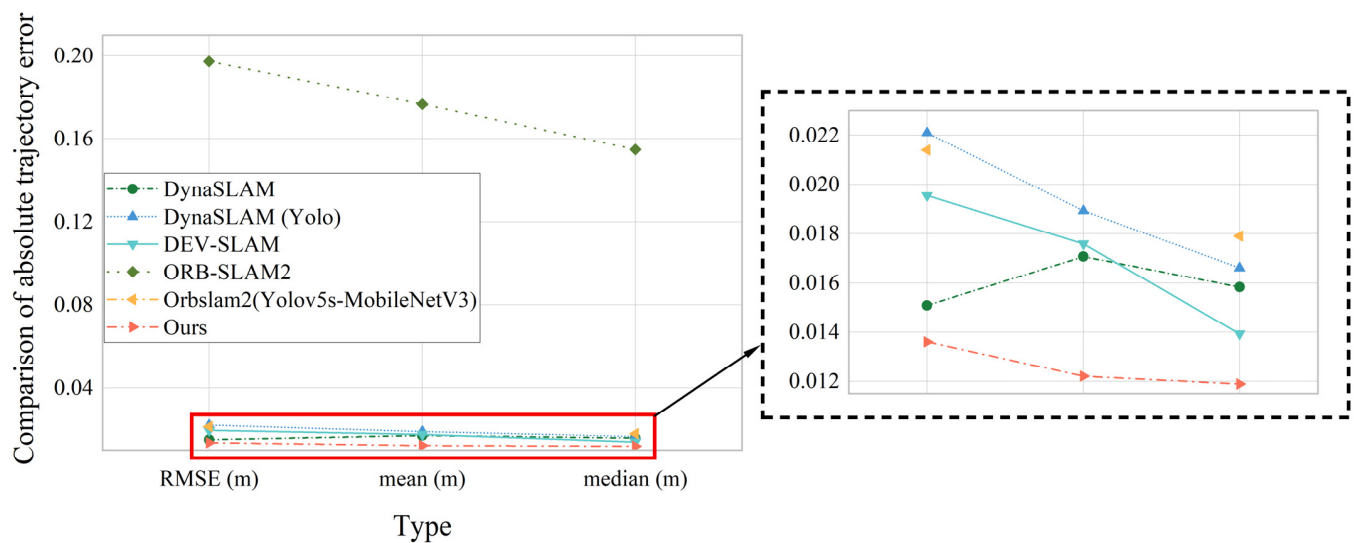 Comparison of absolute trajectory error
0.20
0.16
0.12
0.08
0.04
DynaSLAM
DynaSLAM (Yolo)
DEV-SLAM
ORB-SLAM2
Orbslam2(Yolov5s-MobileNetV3)
Ours
RMSE (m)
mean (m)
median (m)
Type
0.022
0.020
0.018
0.016
0.014
0.012